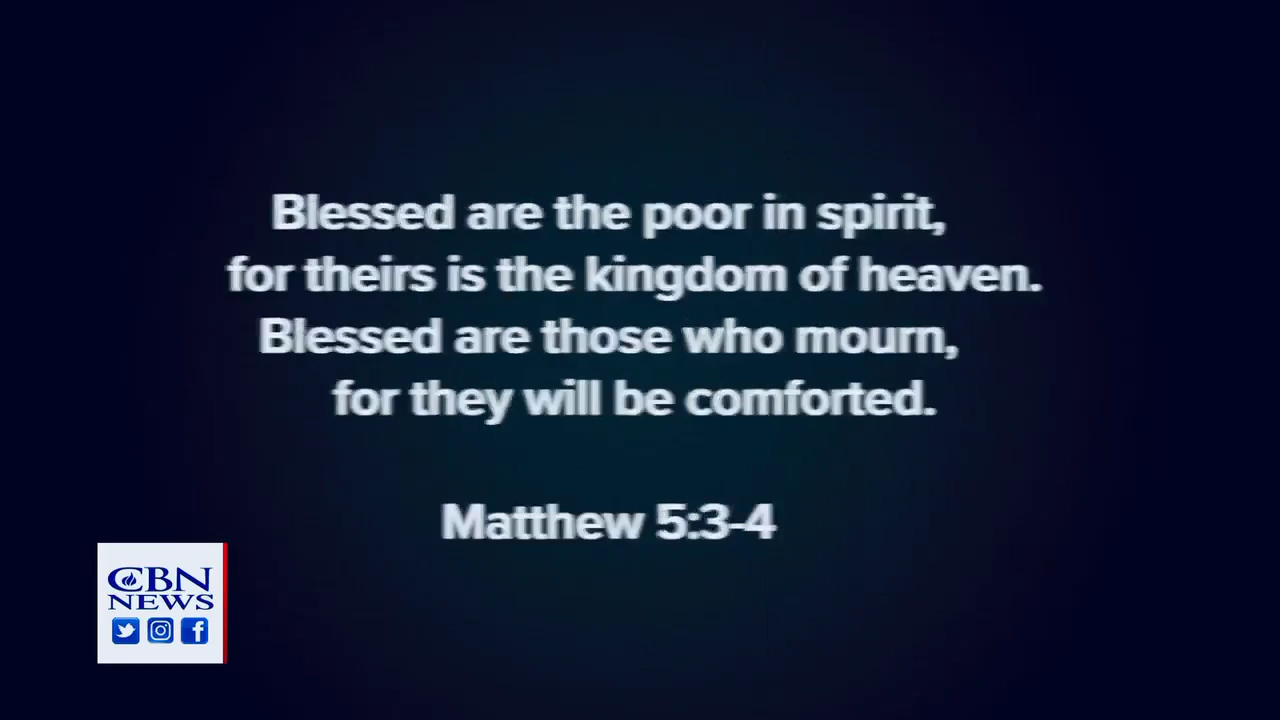 Blessed are the poor in spirit,
for theirs is the kingdom of heaven.
Blessed are those who mourn,
for they will be comforted.
Matthew 5:3-4
CBN
NEWS